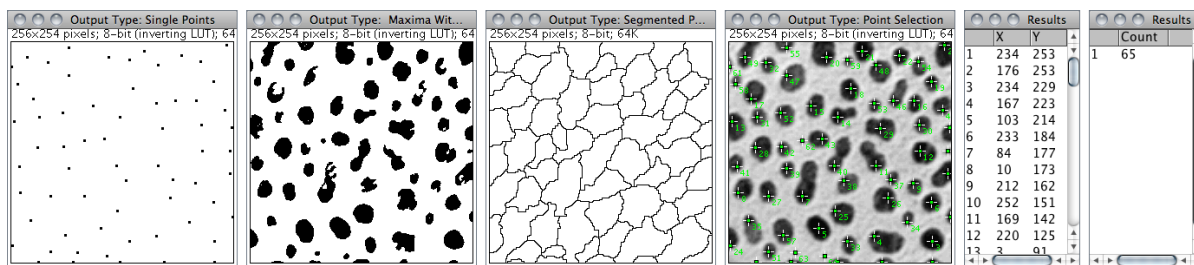 Output Type: Single Points
256x254 pixels; 8-bit (inverting LUT); 64
Output Type: Maxima Wit...
256x254 pixels; 8-bit (inverting LUT); 64
Output Type: Segmented P...
256x254 pixels; 8-bit; 64K
Output Type: Point Selection
256x254 pixels; 8-bit (inverting LUT); 64
Results
X Y
1 234 253
2 176 253
3 234 229
4 167 223
5 103 214
6 233 184
7 84 177
8 10 173
9 212 162
10 252 151
11 169 142
12 220 125
13 3 91
Results
Count
1 65